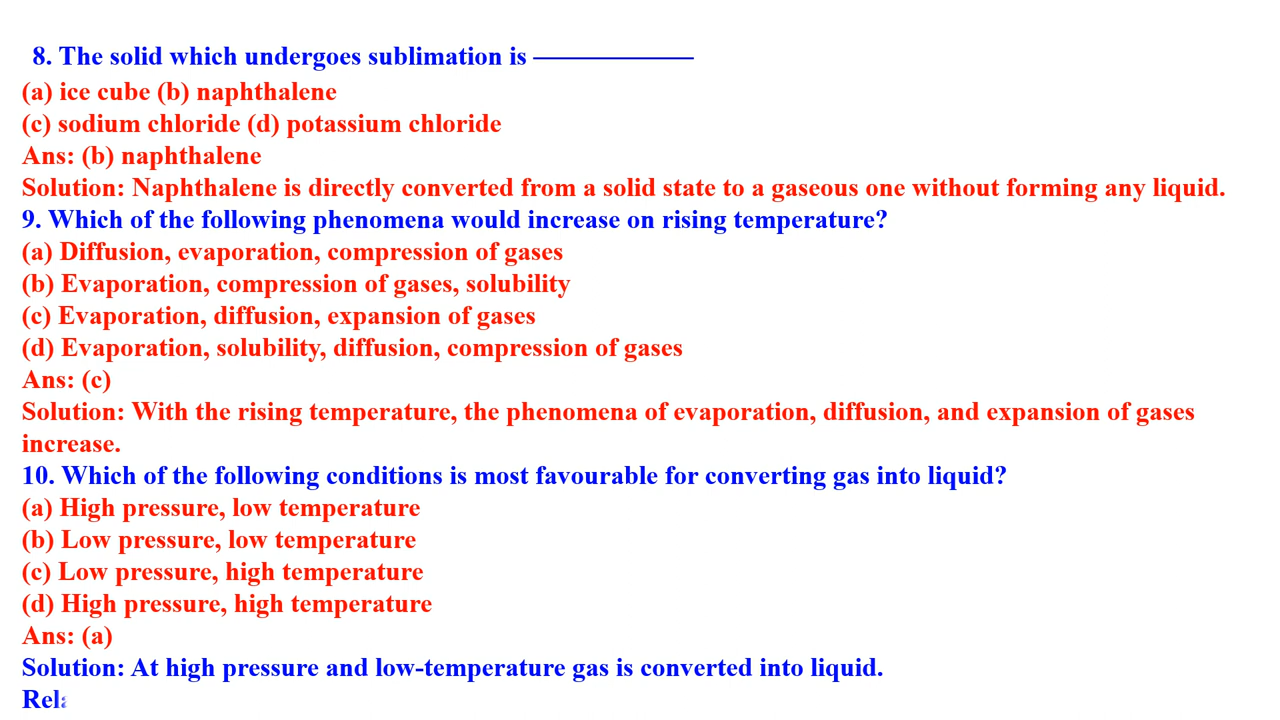 8. The solid which undergoes sublimation is ——————
(a) ice cube (b) naphthalene
(c) sodium chloride (d) potassium chloride
Ans: (b) naphthalene
Solution: Naphthalene is directly converted from a solid state to a gaseous one without forming any liquid.
9. Which of the following phenomena would increase on rising temperature?
(a) Diffusion, evaporation, compression of gases
(b) Evaporation, compression of gases, solubility
(c) Evaporation, diffusion, expansion of gases
(d) Evaporation, solubility, diffusion, compression of gases
Ans: (c)
Solution: With the rising temperature, the phenomena of evaporation, diffusion, and expansion of gases
increase.
10. Which of the following conditions is most favourable for converting gas into liquid?
(a) High pressure, low temperature
(b) Low pressure, low temperature
(c) Low pressure, high temperature
(d) High pressure, high temperature
Ans: (a)
Solution: At high pressure and low-temperature gas is converted into liquid.